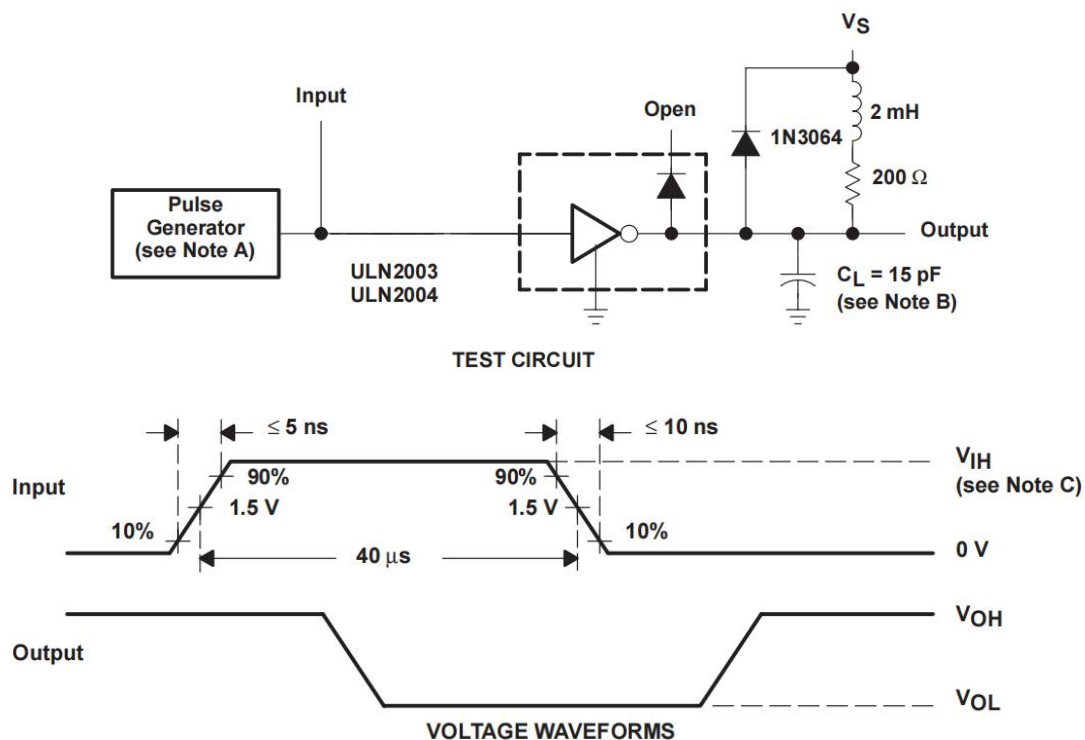 VS
Input
Open
2 mH
1N3064
200 Ω
Pulse
Generator
(see Note A)
Output
ULN2003
ULN2004
CL = 15 pF
(see Note B)
TEST CIRCUIT
≤ 5 ns
≤ 10 ns
VIH
(see Note C)
Input
90%
90%
1.5 V
1.5 V
10%
10%
40 μs
0 V
VOH
Output
VOL
VOLTAGE WAVEFORMS